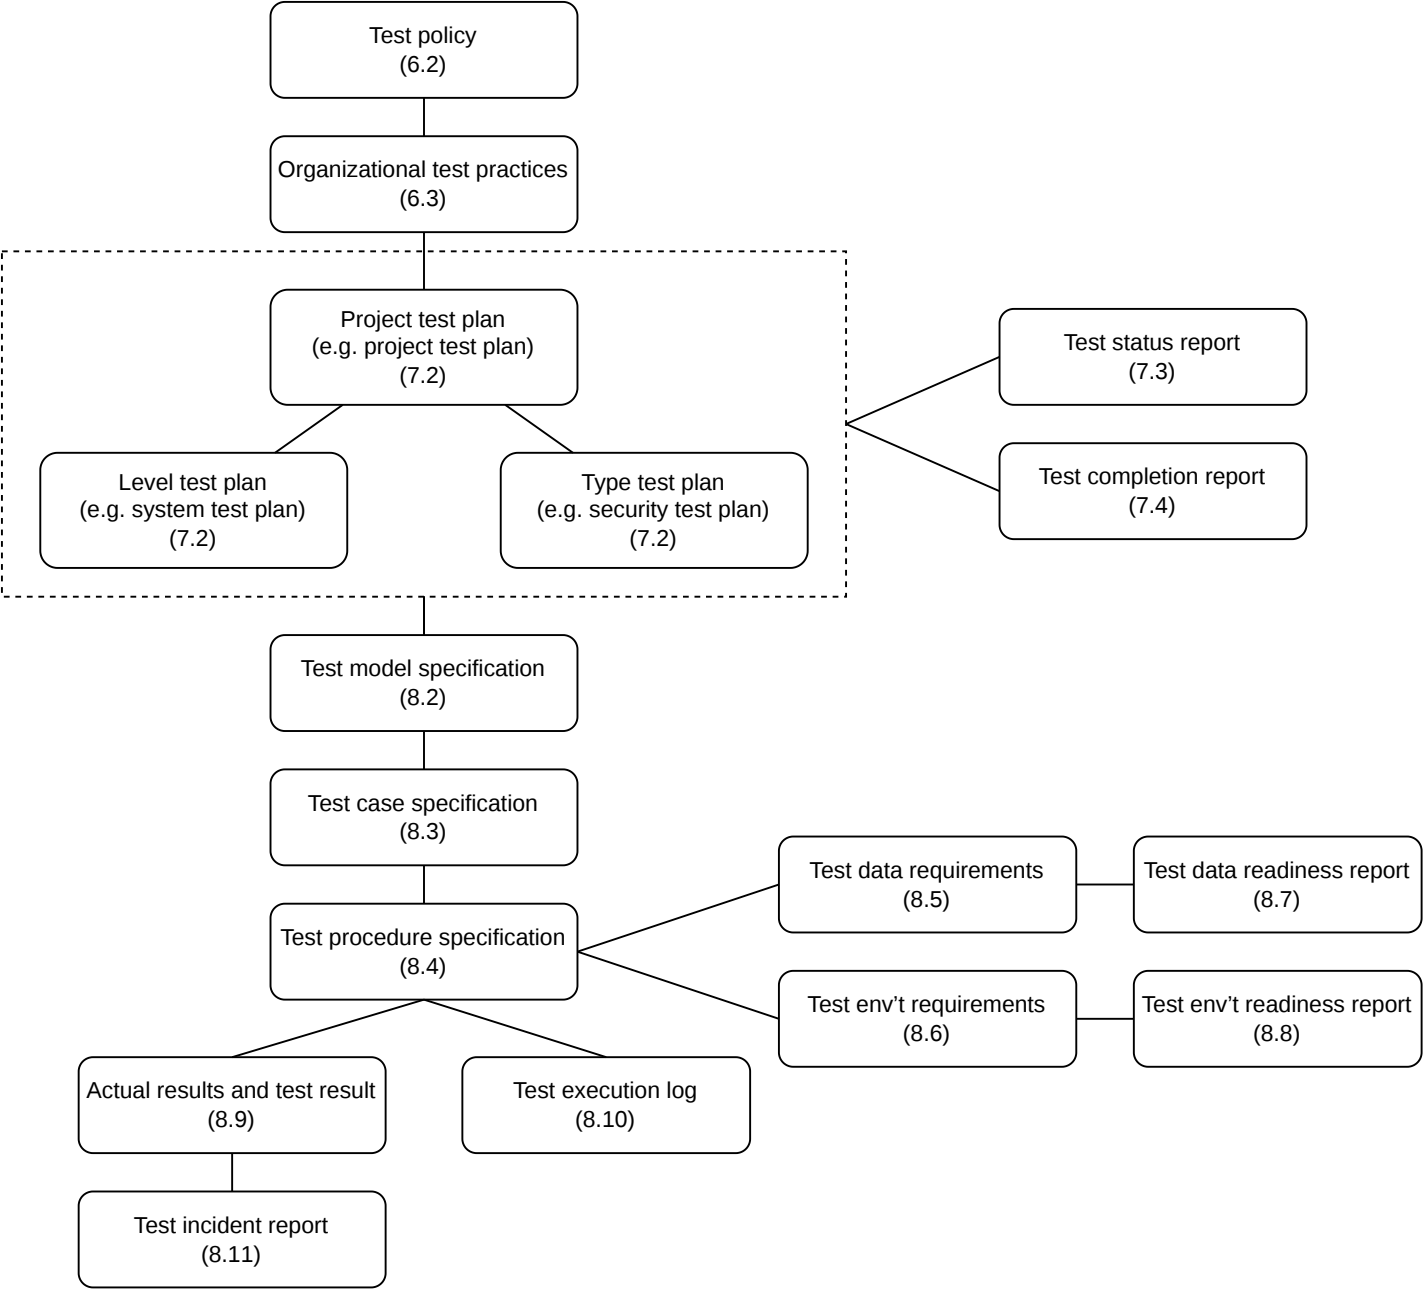 Test policy
(6.2)
Organizational test practices
(6.3)
Project test plan
(e.g. project test plan)
(7.2)
Level test plan
(e.g. system test plan)
(7.2)
Type test plan
(e.g. security test plan)
(7.2)
Test status report
(7.3)
Test completion report
(7.4)
Test model specification
(8.2)
Test case specification
(8.3)
Test procedure specification
(8.4)
Test data requirements
(8.5)
Test data readiness report
(8.7)
Test env’t requirements
(8.6)
Test env’t readiness report
(8.8)
Actual results and test result
(8.9)
Test execution log
(8.10)
Test incident report
(8.11)